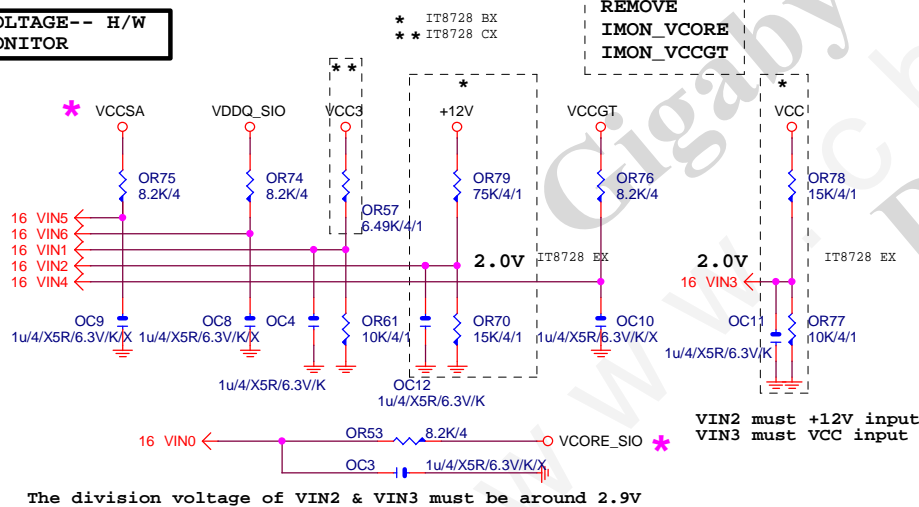 OLTAGE-- H/W
ONITOR
* IT8728 BX
** IT8728 CX
REMOVE
IMON_VCORE
IMON_VCCGT
**
*
*
* VCCSA
VDDQ_SIO
VCC3
+12V
VCCGT
VCC
OR75
8.2K/4
OR74
8.2K/4
OR57
6.49K/4/1
OR79
75K/4/1
OR76
8.2K/4
OR78
15K/4/1
16 VIN5
16 VIN6
16 VIN1
16 VIN2
16 VIN4
2.0V
IT8728 EX
2.0V
IT8728 EX
16 VIN3
OC9
1u/4/X5R/6.3V/K/X
OC8
1u/4/X5R/6.3V/K/X
OC4
1u/4/X5R/6.3V/K
OR61
10K/4/1
OC12
1u/4/X5R/6.3V/K
OR70
15K/4/1
OC10
1u/4/X5R/6.3V/K/X
OC11
1u/4/X5R/6.3V/K
OR77
10K/4/1
VIN2 must +12V input
VIN3 must VCC input
16 VIN0
OR53
8.2K/4
VCORE_SIO *
OC3
1u/4/X5R/6.3V/K/X
The division voltage of VIN2 & VIN3 must be around 2.9V
Gigaby
www.ch